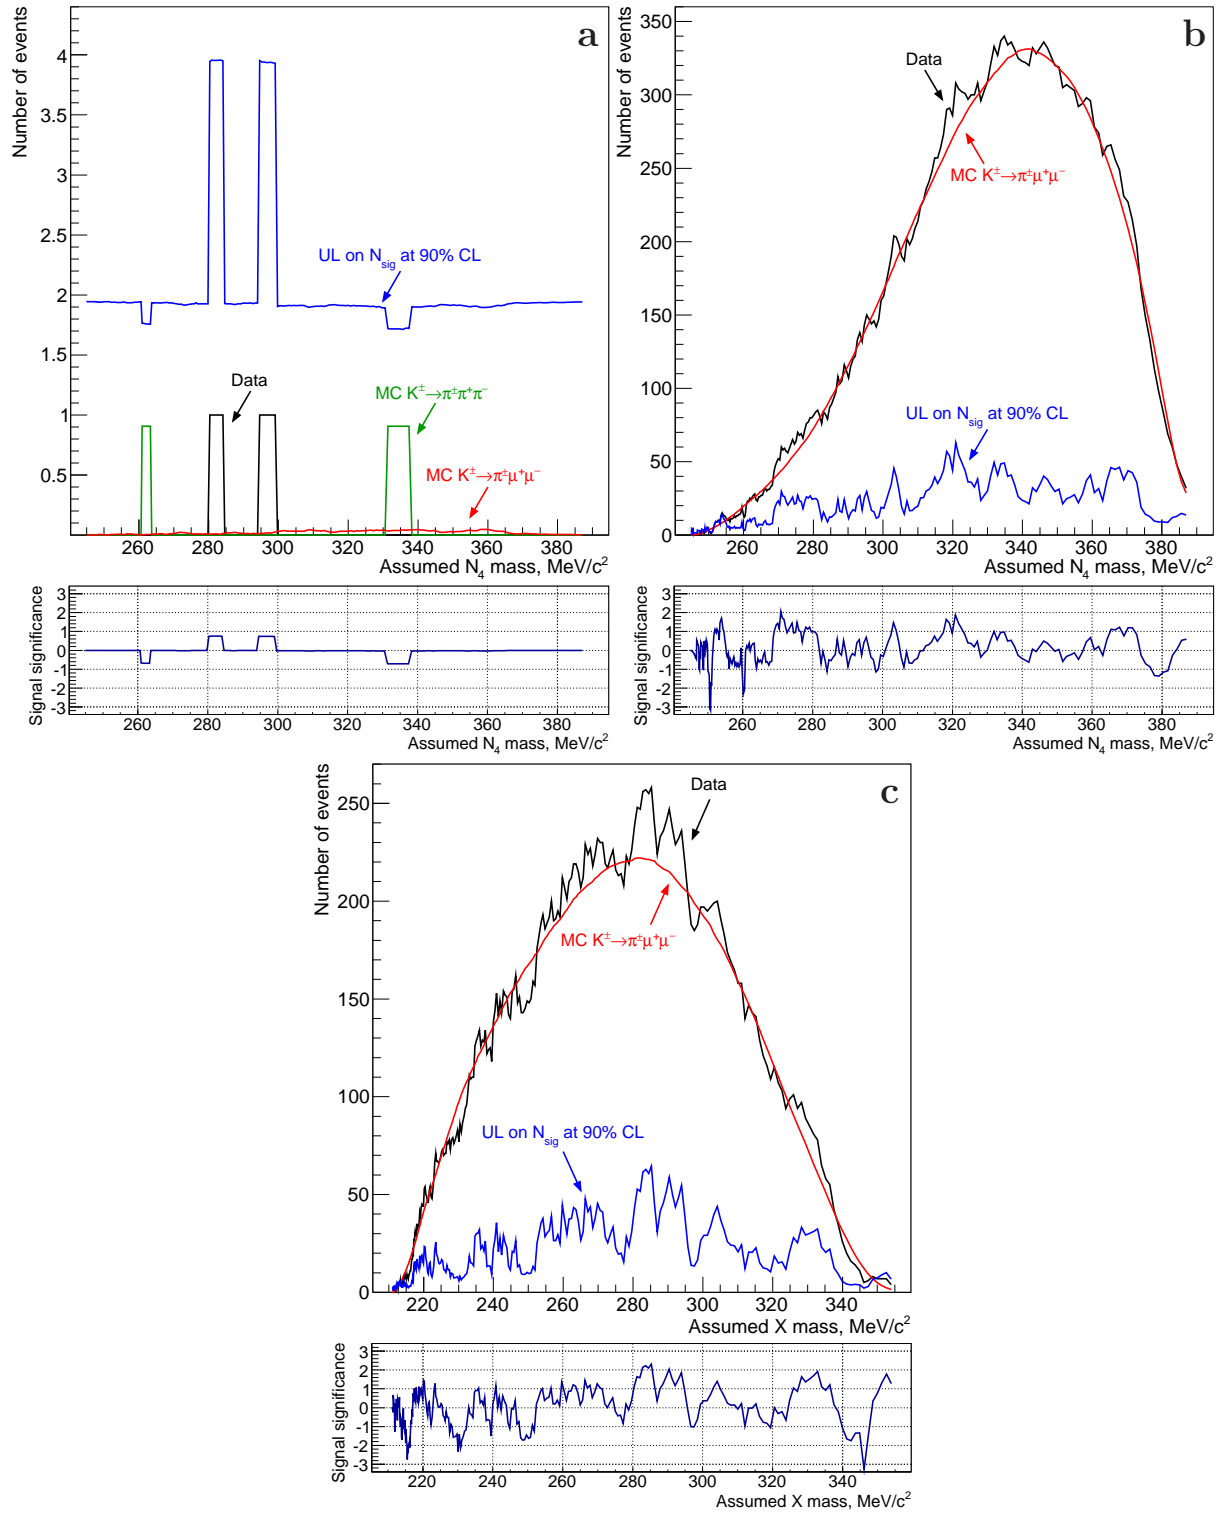 a
Number of events
4
3.5
3
2.5
2
1.5
1
0.5
UL on N_sig at 90% CL
Data
MC K±→π±π+π−
MC K±→π±μ+μ−
260 280 300 320 340 360 380
Assumed N4 mass, MeV/c²
Signal significance
3
2
1
0
-1
-2
-3
260 280 300 320 340 360 380
Assumed N4 mass, MeV/c²
b
Number of events
350
300
250
200
150
100
50
0
Data
MC K±→π±μ+μ−
UL on N_sig at 90% CL
260 280 300 320 340 360 380
Assumed N4 mass, MeV/c²
Signal significance
3
2
1
0
-1
-2
-3
260 280 300 320 340 360 380
Assumed N4 mass, MeV/c²
c
Number of events
250
200
150
100
50
0
Data
MC K±→π±μ+μ−
UL on N_sig at 90% CL
220 240 260 280 300 320 340
Assumed X mass, MeV/c²
Signal significance
3
2
1
0
-1
-2
-3
220 240 260 280 300 320 340
Assumed X mass, MeV/c²